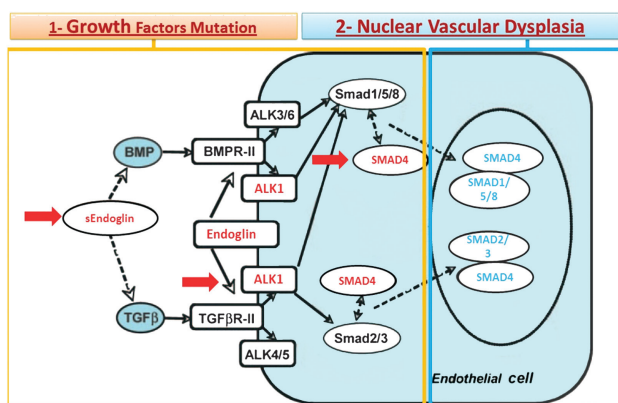 1- Growth Factors Mutation
2- Nuclear Vascular Dysplasia
Smad1/5/8
ALK3/6
BMP
BMPR-II
SMAD4
SMAD4
ALK1
SMAD1/
5/8
sEndoglin
Endoglin
SMAD2/
3
ALK1
SMAD4
SMAD4
TGFβ
TGFβR-II
Smad2/3
ALK4/5
Endothelial cell